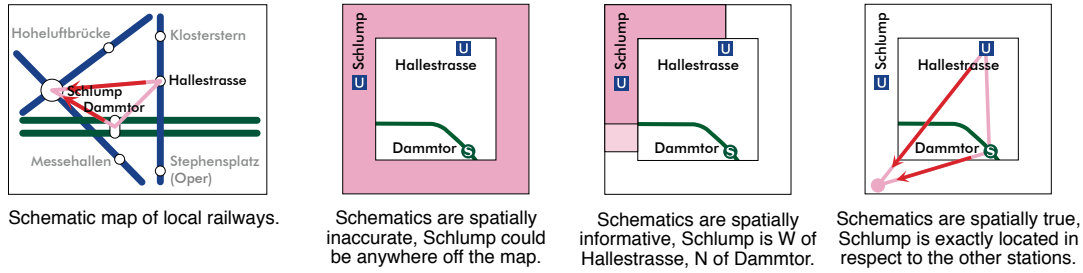 Hoheluftbrücke
Klosterstern
Hallestrasse
Schlump
Dammtor
Messehallen
Stephensplatz
(Oper)
Schematic map of local railways.
U Schlump
U
Hallestrasse
Dammtor S
Schematics are spatially
inaccurate, Schlump could
be anywhere off the map.
U Schlump
U
Hallestrasse
Dammtor S
Schematics are spatially
informative, Schlump is W of
Hallestrasse, N of Dammtor.
U Schlump
U
Hallestrasse
Dammtor S
Schematics are spatially true,
Schlump is exactly located in
respect to the other stations.